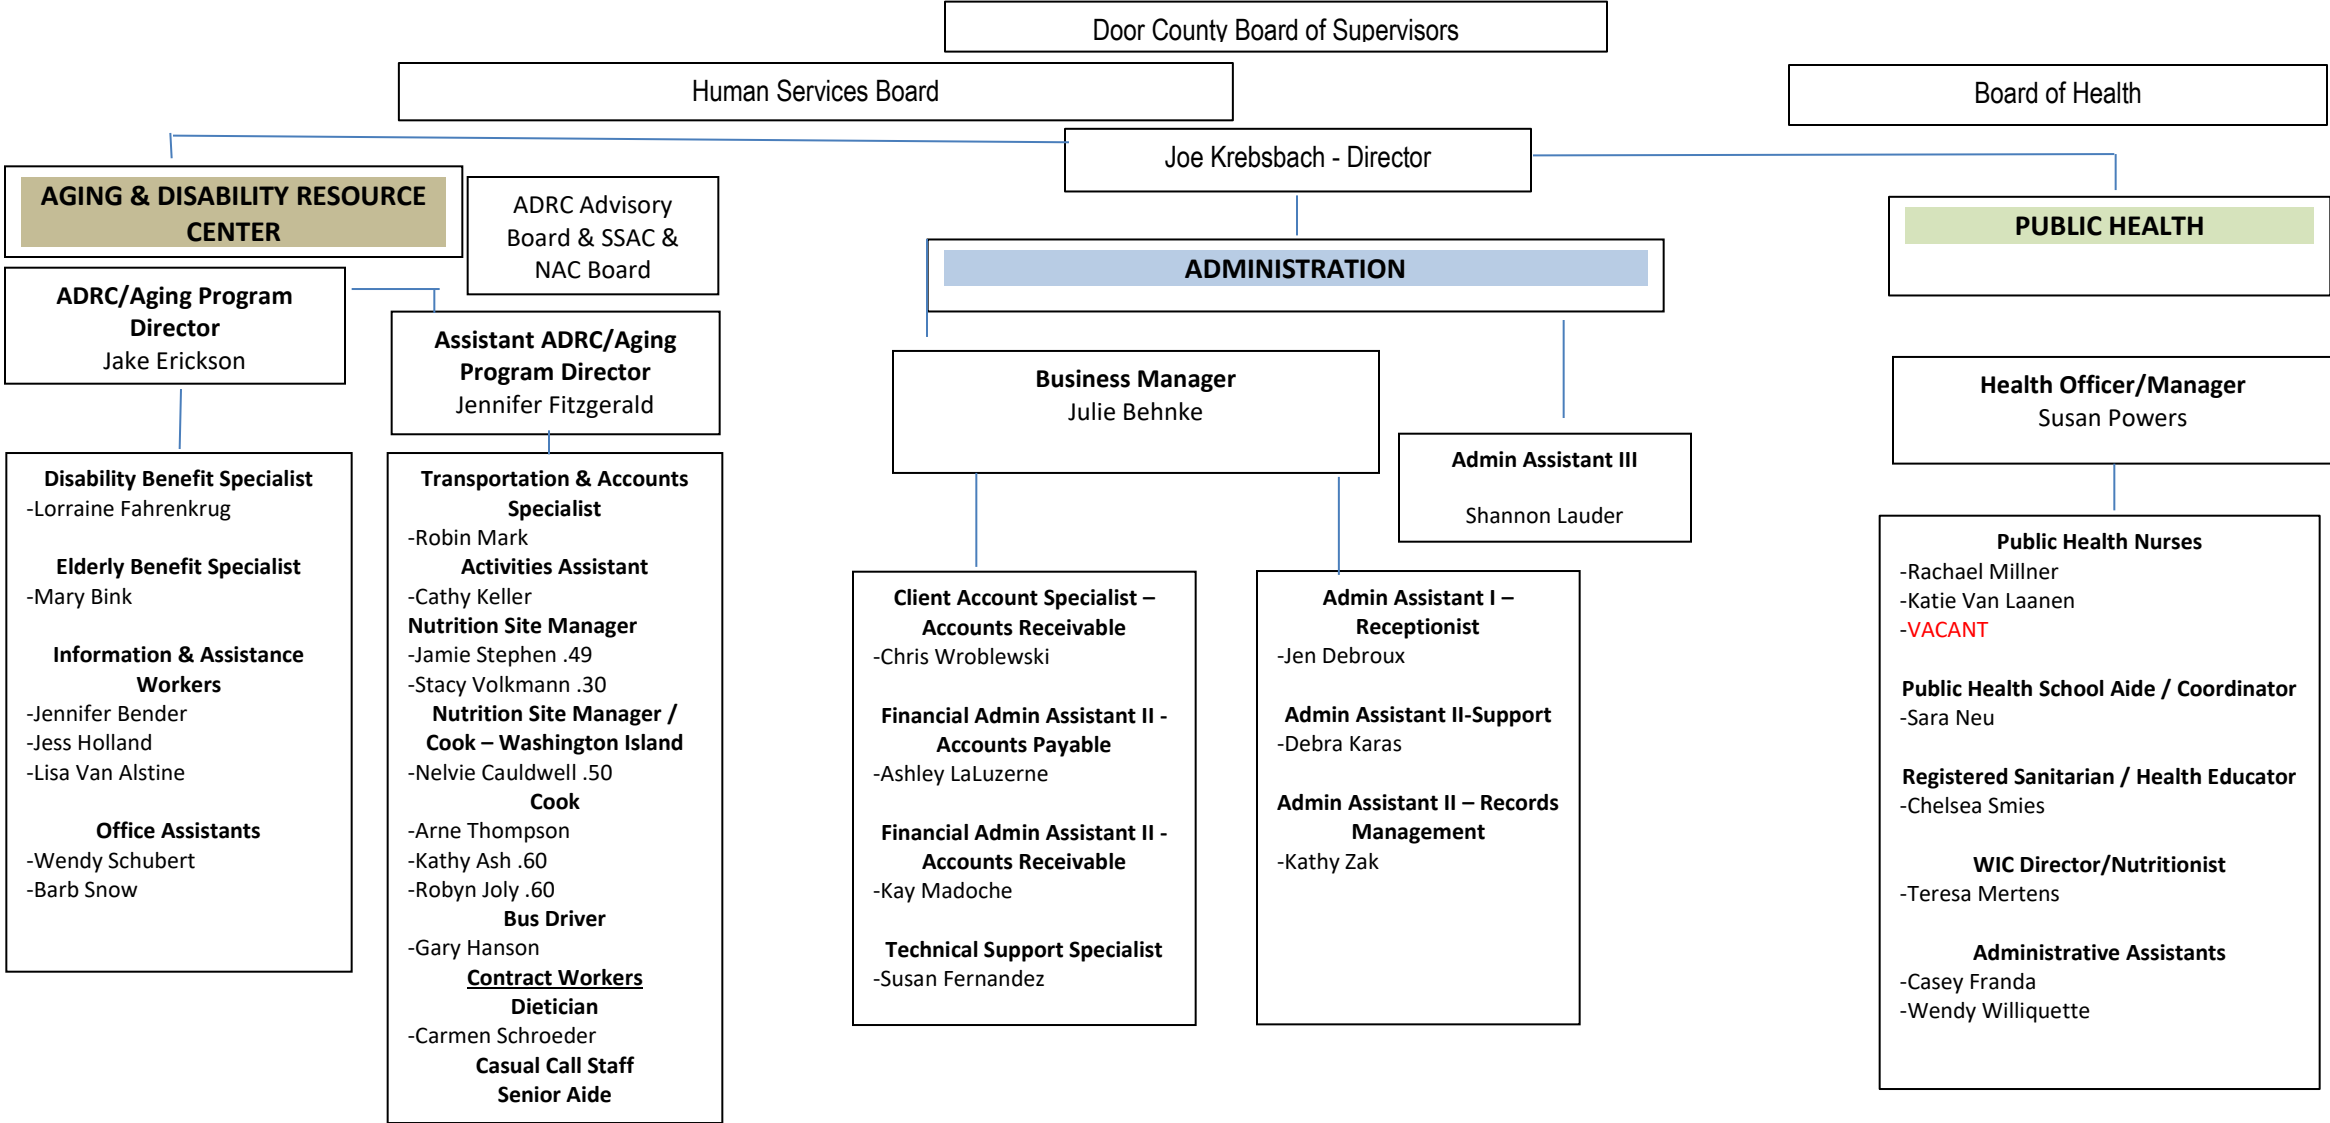 Door County Board of Supervisors
Human Services Board
Board of Health
Joe Krebsbach - Director
AGING & DISABILITY RESOURCE
CENTER
ADRC Advisory
Board & SSAC &
NAC Board
ADMINISTRATION
PUBLIC HEALTH
ADRC/Aging Program
Director
Jake Erickson
Assistant ADRC/Aging
Program Director
Jennifer Fitzgerald
Business Manager
Julie Behnke
Admin Assistant III
Shannon Lauder
Health Officer/Manager
Susan Powers
Disability Benefit Specialist
-Lorraine Fahrenkrug
Elderly Benefit Specialist
-Mary Bink
Information & Assistance
Workers
-Jennifer Bender
-Jess Holland
-Lisa Van Alstine
Office Assistants
-Wendy Schubert
-Barb Snow
Transportation & Accounts
Specialist
-Robin Mark
Activities Assistant
-Cathy Keller
Nutrition Site Manager
-Jamie Stephen .49
-Stacy Volkmann .30
Nutrition Site Manager /
Cook – Washington Island
-Nelvie Cauldwell .50
Cook
-Arne Thompson
-Kathy Ash .60
-Robyn Joly .60
Bus Driver
-Gary Hanson
Contract Workers
Dietician
-Carmen Schroeder
Casual Call Staff
Senior Aide
Client Account Specialist –
Accounts Receivable
-Chris Wroblewski
Financial Admin Assistant II -
Accounts Payable
-Ashley LaLuzerne
Financial Admin Assistant II -
Accounts Receivable
-Kay Madoche
Technical Support Specialist
-Susan Fernandez
Admin Assistant I –
Receptionist
-Jen Debroux
Admin Assistant II-Support
-Debra Karas
Admin Assistant II – Records
Management
-Kathy Zak
Public Health Nurses
-Rachael Millner
-Katie Van Laanen
-VACANT
Public Health School Aide / Coordinator
-Sara Neu
Registered Sanitarian / Health Educator
-Chelsea Smies
WIC Director/Nutritionist
-Teresa Mertens
Administrative Assistants
-Casey Franda
-Wendy Williquette